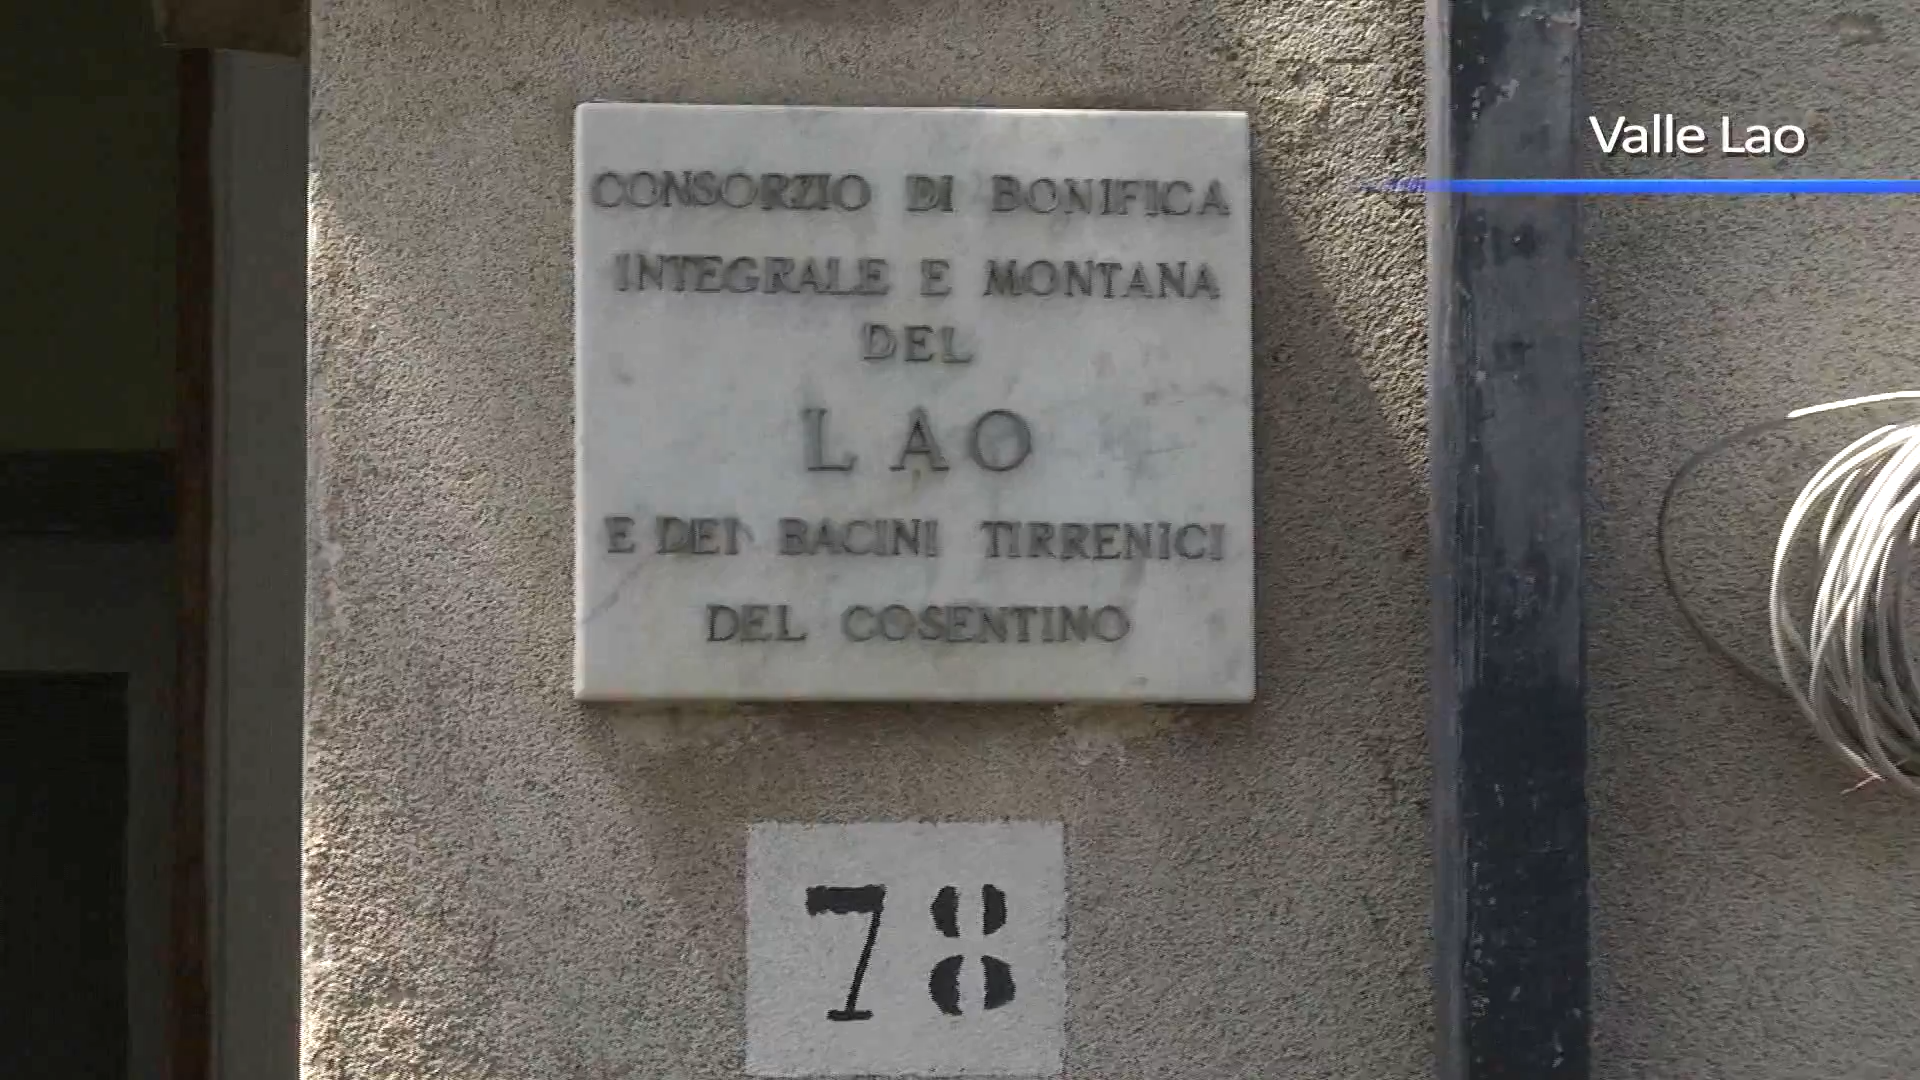 Valle Lao
CONSORZIO DI BONIFICA
INTEGRALE E MONTANA
DEL
LAO
E DEI BACINI TIRRENICI
DEL COSENTINO
78